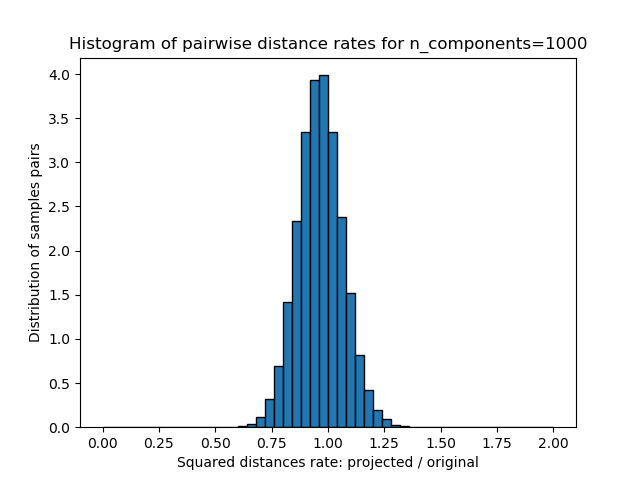 Histogram of pairwise distance rates for n_components=1000
4.0
3.5
3.0
2.5
2.0
1.5
1.0
0.5
0.0
Distribution of samples pairs
0.00 0.25 0.50 0.75 1.00 1.25 1.50 1.75 2.00
Squared distances rate: projected / original